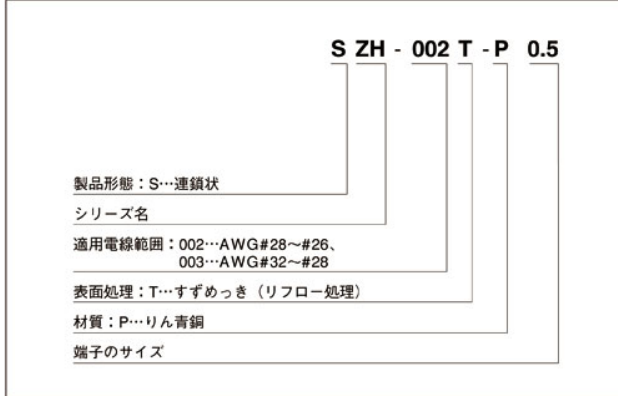 S ZH - 002 T - P 0.5
製品形態：S…連鎖状
シリーズ名
適用電線範囲：002…AWG#28～#26、
003…AWG#32～#28
表面処理：T…すずめっき（リフロー処理）
材質：P…りん青銅
端子のサイズ